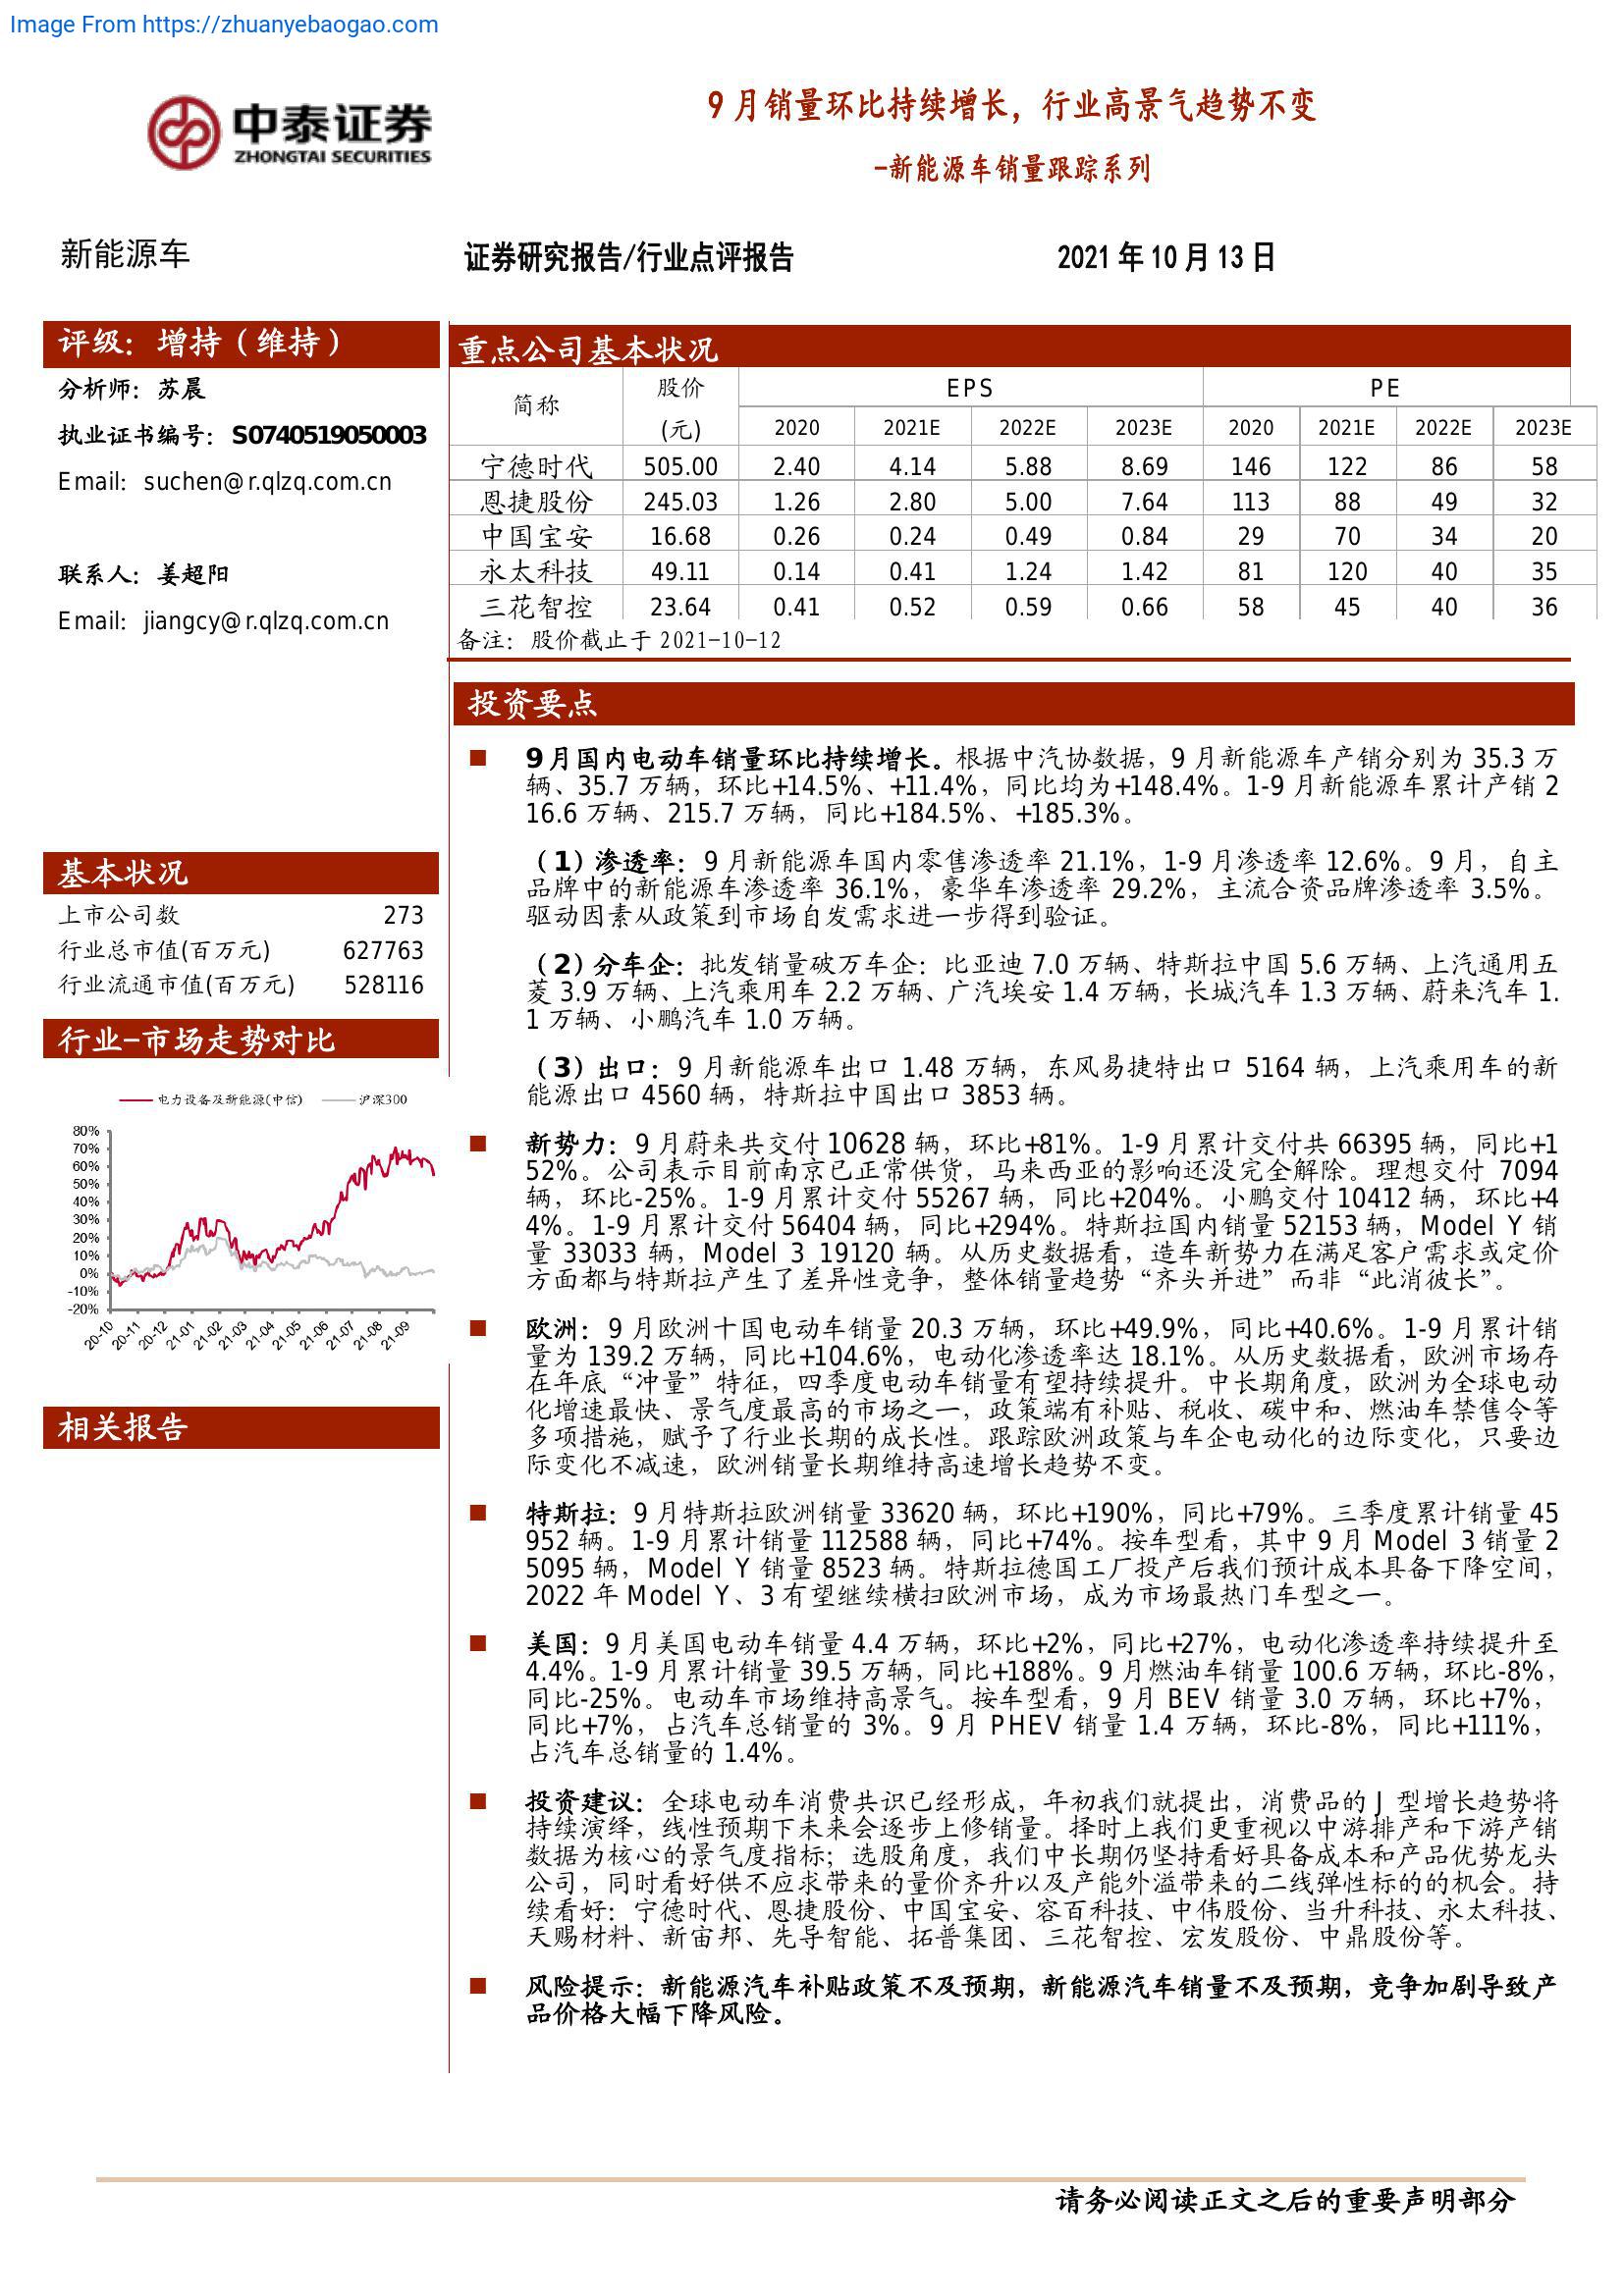 Image From https://zhuanyebaogao.com
中泰证券
ZHONGTAI SECURITIES
9月销量环比持续增长，行业高景气趋势不变
-新能源车销量跟踪系列
新能源车
证券研究报告/行业点评报告
2021年10月13日
评级：增持（维持）
分析师：苏晨
执业证书编号：S0740519050003
Email：suchen@r.qlzq.com.cn
联系人：姜超阳
Email：jiangcy@r.qlzq.com.cn
基本状况
上市公司数 273
行业总市值(百万元) 627763
行业流通市值(百万元) 528116
行业-市场走势对比
电力设备及新能源(中信) 沪深300
80%
70%
60%
50%
40%
30%
20%
10%
0%
-10%
-20%
20-10 20-11 20-12 21-01 21-02 21-03 21-04 21-05 21-06 21-07 21-08 21-09
相关报告
重点公司基本状况
简称 股价(元) EPS PE
2020 2021E 2022E 2023E 2020 2021E 2022E 2023E
宁德时代 505.00 2.40 4.14 5.88 8.69 146 122 86 58
恩捷股份 245.03 1.26 2.80 5.00 7.64 113 88 49 32
中国宝安 16.68 0.26 0.24 0.49 0.84 29 70 34 20
永太科技 49.11 0.14 0.41 1.24 1.42 81 120 40 35
三花智控 23.64 0.41 0.52 0.59 0.66 58 45 40 36
备注：股价截止于2021-10-12
投资要点
9月国内电动车销量环比持续增长。根据中汽协数据，9月新能源车产销分别为35.3万
辆、35.7万辆，环比+14.5%、+11.4%，同比均为+148.4%。1-9月新能源车累计产销2
16.6万辆、215.7万辆，同比+184.5%、+185.3%。
（1）渗透率：9月新能源车国内零售渗透率21.1%，1-9月渗透率12.6%。9月，自主
品牌中的新能源车渗透率36.1%，豪华车渗透率29.2%，主流合资品牌渗透率3.5%。
驱动因素从政策到市场自发需求进一步得到验证。
（2）分车企：批发销量破万车企：比亚迪7.0万辆、特斯拉中国5.6万辆、上汽通用五
菱3.9万辆、上汽乘用车2.2万辆、广汽埃安1.4万辆，长城汽车1.3万辆、蔚来汽车1.
1万辆、小鹏汽车1.0万辆。
（3）出口：9月新能源车出口1.48万辆，东风易捷特出口5164辆，上汽乘用车的新
能源出口4560辆，特斯拉中国出口3853辆。
新势力：9月蔚来共交付10628辆，环比+81%。1-9月累计交付共66395辆，同比+1
52%。公司表示目前南京已正常供货，马来西亚的影响还没完全解除。理想交付7094
辆，环比-25%。1-9月累计交付55267辆，同比+204%。小鹏交付10412辆，环比+4
4%。1-9月累计交付56404辆，同比+294%。特斯拉国内销量52153辆，Model Y销
量33033辆，Model 3 19120辆。从历史数据看，造车新势力在满足客户需求或定价
方面都与特斯拉产生了差异性竞争，整体销量趋势“齐头并进”而非“此消彼长”。
欧洲：9月欧洲十国电动车销量20.3万辆，环比+49.9%，同比+40.6%。1-9月累计销
量为139.2万辆，同比+104.6%，电动化渗透率达18.1%。从历史数据看，欧洲市场存
在年底“冲量”特征，四季度电动车销量有望持续提升。中长期角度，欧洲为全球电动
化增速最快、景气度最高的市场之一，政策端有补贴、税收、碳中和、燃油车禁售令等
多项措施，赋予了行业长期的成长性。跟踪欧洲政策与车企电动化的边际变化，只要边
际变化不减速，欧洲销量长期维持高速增长趋势不变。
特斯拉：9月特斯拉欧洲销量33620辆，环比+190%，同比+79%。三季度累计销量45
952辆。1-9月累计销量112588辆，同比+74%。按车型看，其中9月Model 3销量2
5095辆，Model Y销量8523辆。特斯拉德国工厂投产后我们预计成本具备下降空间，
2022年Model Y、3有望继续横扫欧洲市场，成为市场最热门车型之一。
美国：9月美国电动车销量4.4万辆，环比+2%，同比+27%，电动化渗透率持续提升至
4.4%。1-9月累计销量39.5万辆，同比+188%。9月燃油车销量100.6万辆，环比-8%，
同比-25%。电动车市场维持高景气。按车型看，9月BEV销量3.0万辆，环比+7%，
同比+7%，占汽车总销量的3%。9月PHEV销量1.4万辆，环比-8%，同比+111%，
占汽车总销量的1.4%。
投资建议：全球电动车消费共识已经形成，年初我们就提出，消费品的J型增长趋势将
持续演绎，线性预期下未来会逐步上修销量。择时上我们更重视以中游排产和下游产销
数据为核心的景气度指标；选股角度，我们中长期仍坚持看好具备成本和产品优势龙头
公司，同时看好供不应求带来的量价齐升以及产能外溢带来的二线弹性标的的机会。持
续看好：宁德时代、恩捷股份、中国宝安、容百科技、中伟股份、当升科技、永太科技、
天赐材料、新宙邦、先导智能、拓普集团、三花智控、宏发股份、中鼎股份等。
风险提示：新能源汽车补贴政策不及预期，新能源汽车销量不及预期，竞争加剧导致产
品价格大幅下降风险。
请务必阅读正文之后的重要声明部分